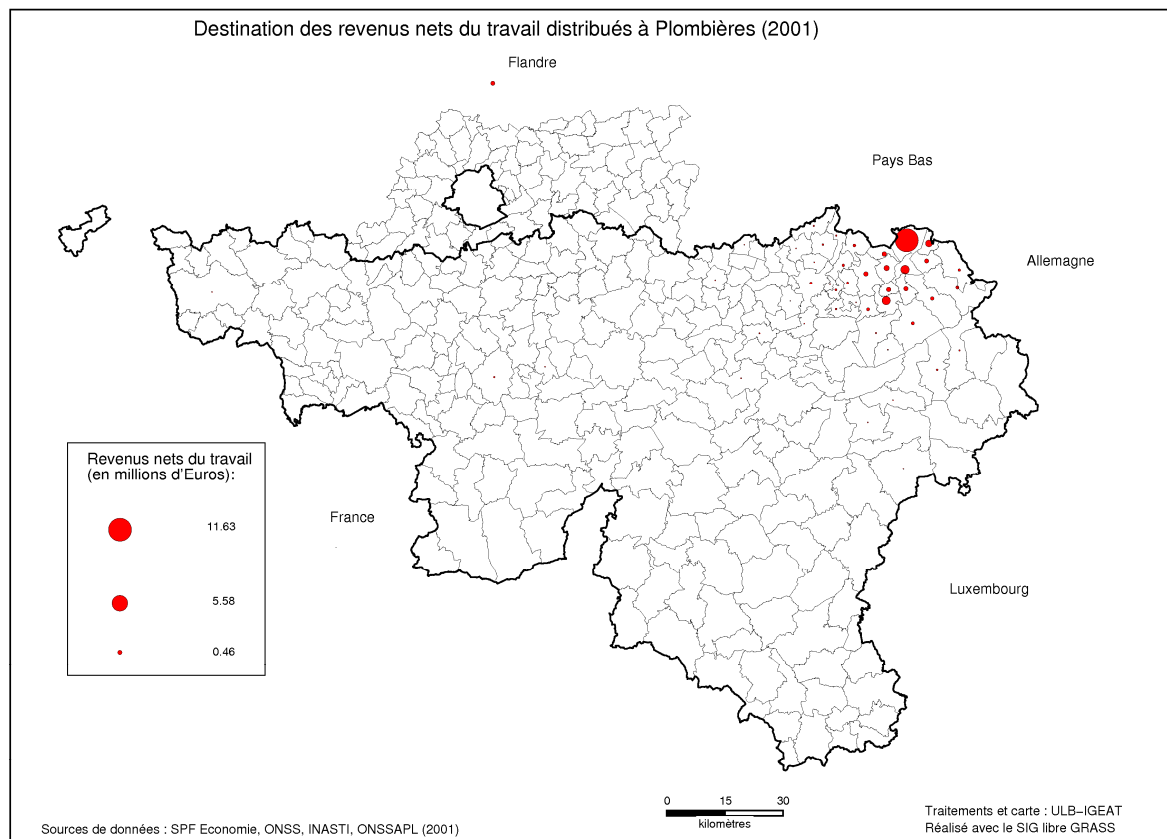 Destination des revenus nets du travail distribués à Plombières (2001)
Flandre
Pays Bas
Allemagne
Revenus nets du travail
(en millions d'Euros):
11.63
5.58
0.46
France
Luxembourg
0 15 30
kilomètres
Sources de données : SPF Economie, ONSS, INASTI, ONSSAPL (2001)
Traitements et carte : ULB-IGEAT
Réalisé avec le SIG libre GRASS